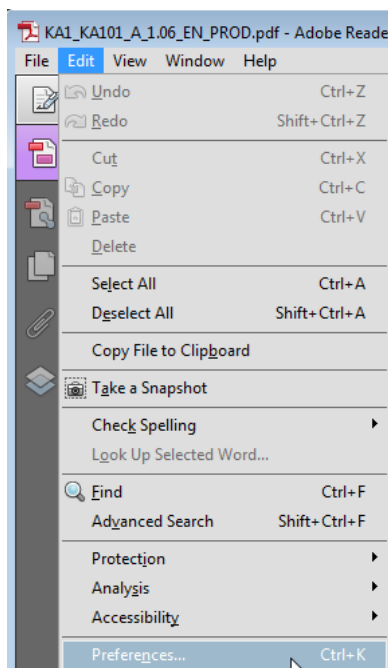 KA1_KA101_A_1.06_EN_PROD.pdf - Adobe Reade
File Edit View Window Help
Undo Ctrl+Z
Redo Shift+Ctrl+Z
Cut Ctrl+X
Copy Ctrl+C
Paste Ctrl+V
Delete
Select All Ctrl+A
Deselect All Shift+Ctrl+A
Copy File to Clipboard
Take a Snapshot
Check Spelling
Look Up Selected Word...
Find Ctrl+F
Advanced Search Shift+Ctrl+F
Protection
Analysis
Accessibility
Preferences... Ctrl+K